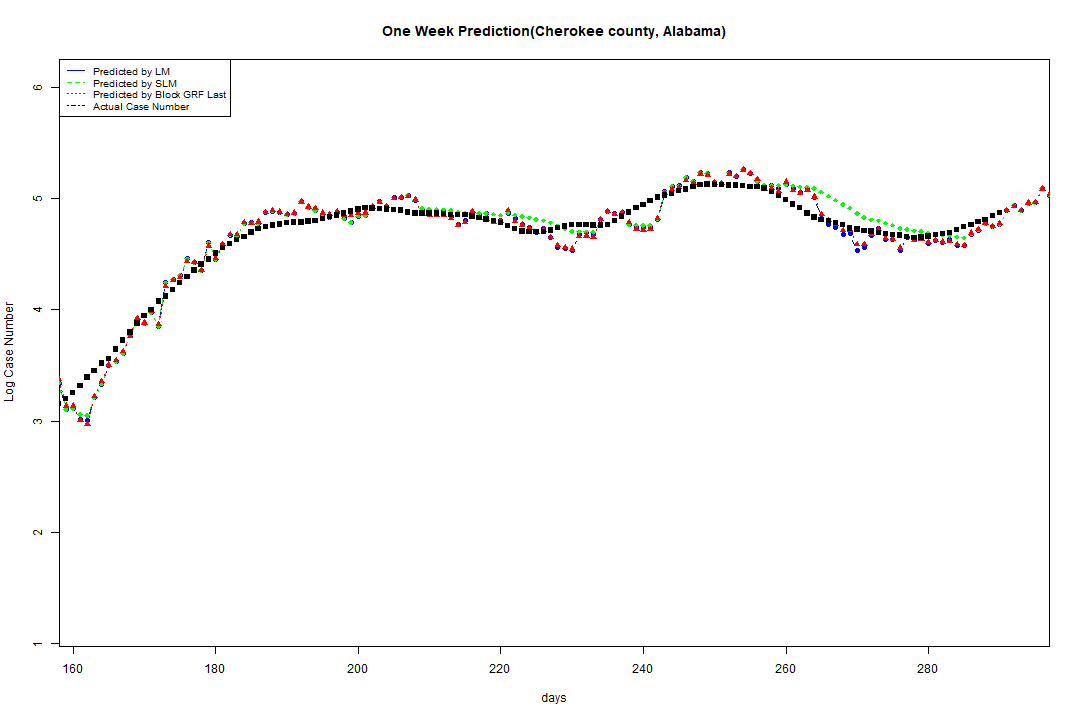 One Week Prediction(Cherokee county, Alabama)
Predicted by LM
Predicted by SLM
Predicted by Block GRF Last
Actual Case Number
6
5
4
3
2
1
Log Case Number
160 180 200 220 240 260 280
days